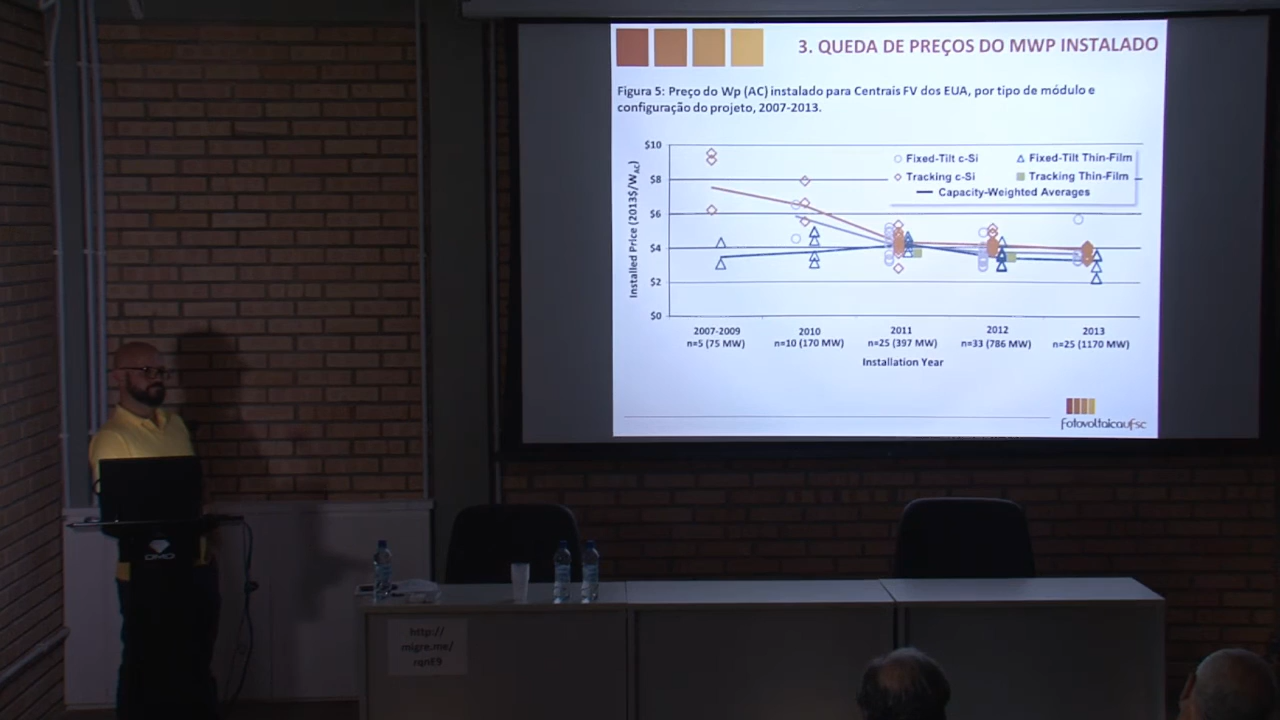 3. QUEDA DE PREÇOS DO MWP INSTALADO
Figura 5: Preço do Wp (AC) instalado para Centrais FV dos EUA, por tipo de módulo e
configuração do projeto, 2007-2013.
Installed Price (2013$/WAC)
$10
$8
$6
$4
$2
$0
Fixed-Tilt c-Si
Fixed-Tilt Thin-Film
Tracking c-Si
Tracking Thin-Film
Capacity-Weighted Averages
2007-2009
n=5 (75 MW)
2010
n=10 (170 MW)
2011
n=25 (397 MW)
2012
n=33 (786 MW)
2013
n=25 (1170 MW)
Installation Year
fotovoltaicaufsc
http://
migre.me/
rqnE9